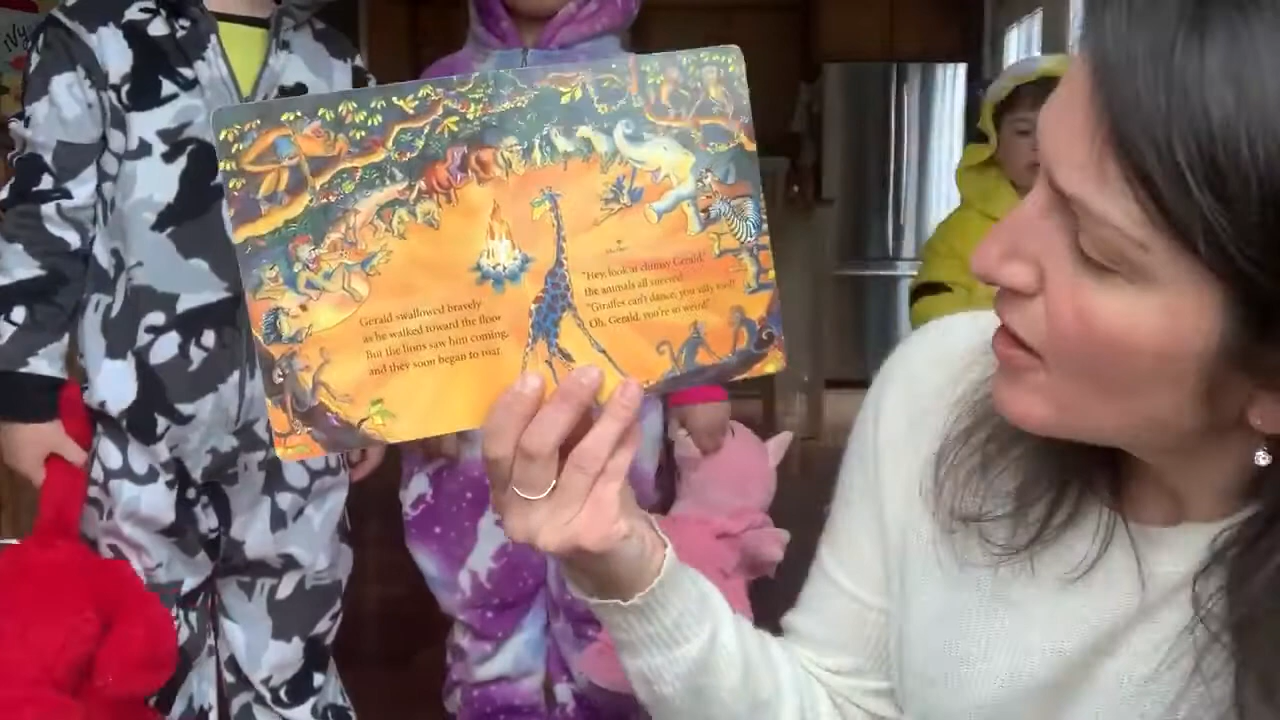 Ivy
Gerald swallowed bravely
as he walked toward the floor.
But the lions saw him coming,
and they soon began to roar.
"Hey, look at clumsy Gerald,"
the animals all sneered.
"Giraffes can't dance, you silly fool!
Oh, Gerald, you're so weird!"